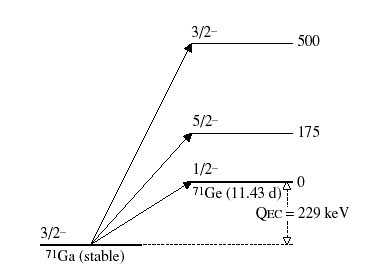 3/2–
500
5/2–
175
1/2–
0
⁷¹Ge (11.43 d)
QEC = 229 keV
3/2–
⁷¹Ga (stable)